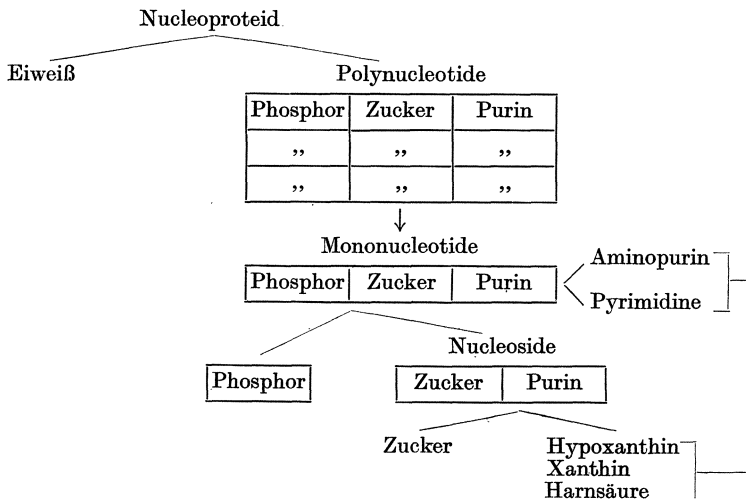 Nucleoproteid
Eiweiß Polynucleotide
Phosphor Zucker Purin
„ „ „
„ „ „
Mononucleotide
Phosphor Zucker Purin
Aminopurin
Pyrimidine
Nucleoside
Phosphor Zucker Purin
Zucker Hypoxanthin
Xanthin
Harnsäure